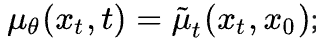 μ_θ(x_t, t) = μ̃_t(x_t, x_0);